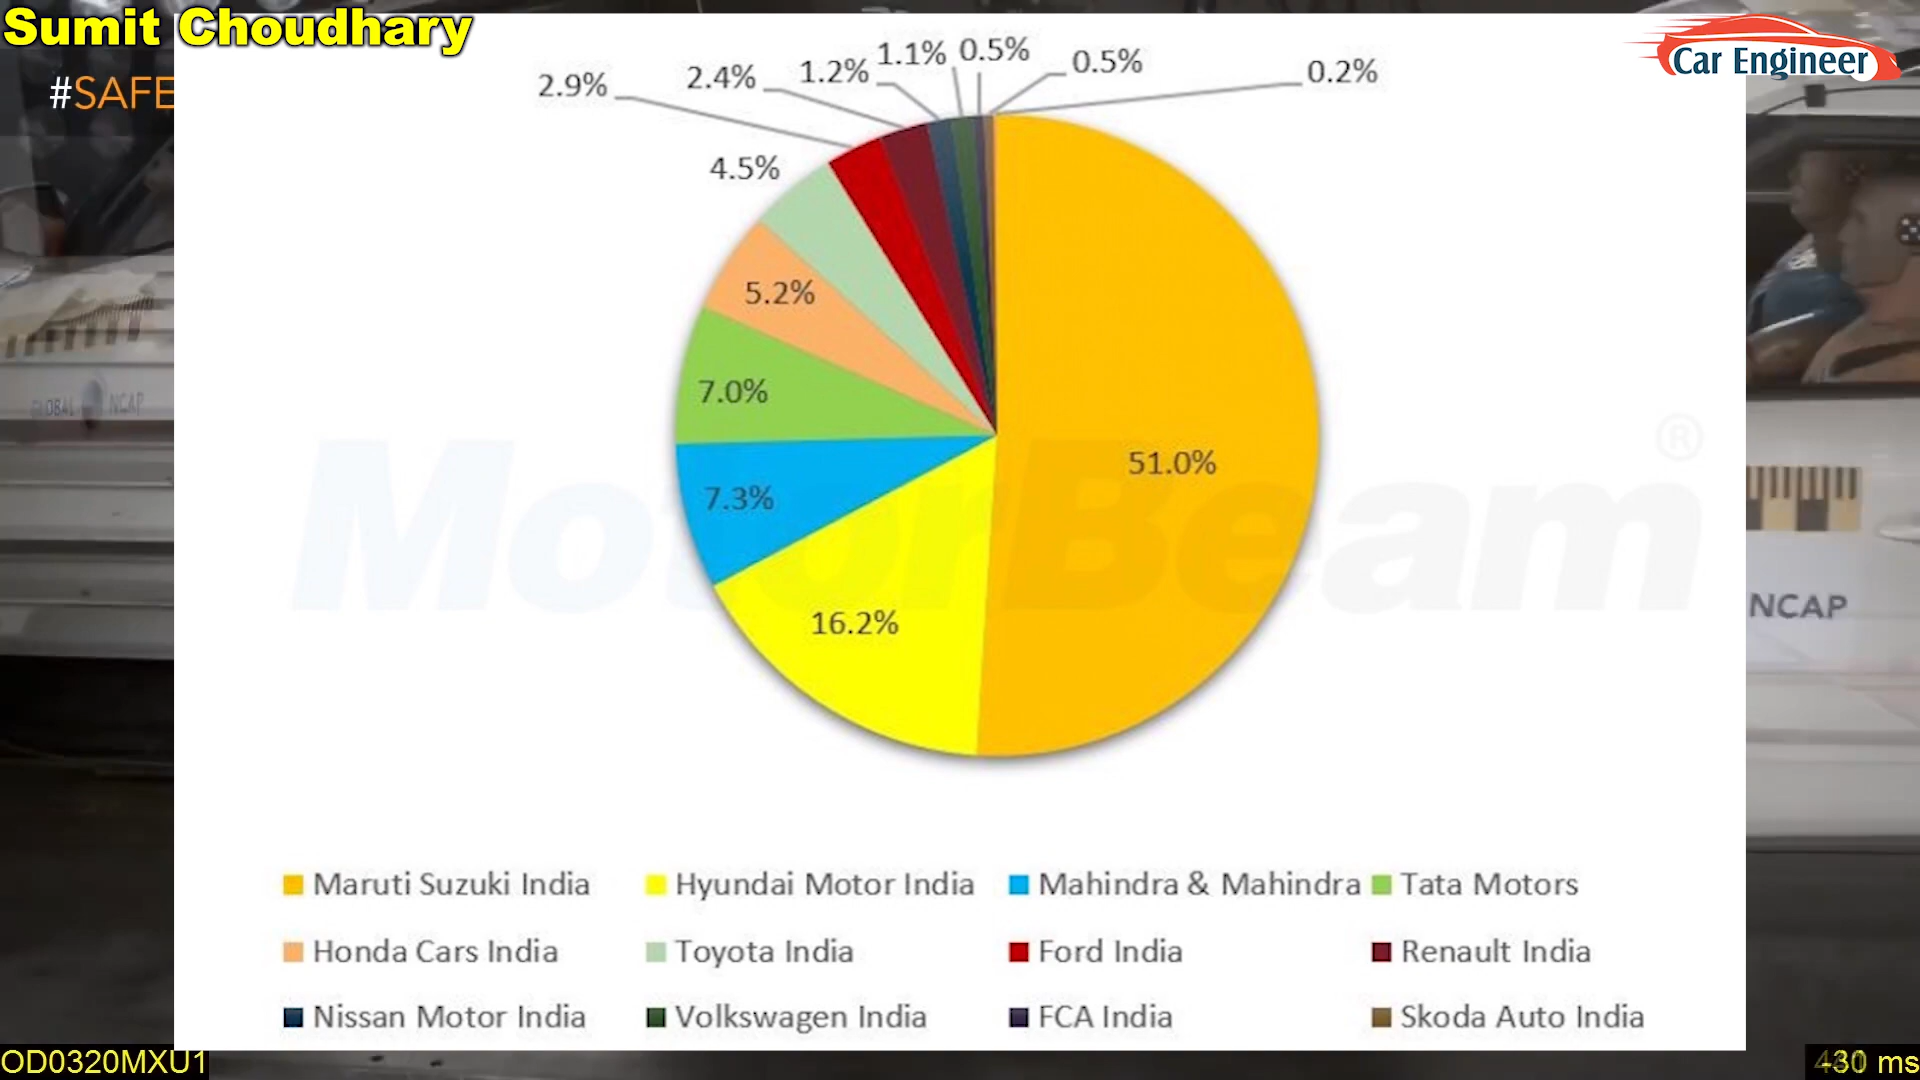 Sumit Choudhary
#SAFE
Car Engineer
2.9%
2.4%
1.2%
1.1%
0.5%
0.5%
0.2%
4.5%
5.2%
7.0%
7.3%
16.2%
51.0%
MotorBeam ®
GLOBAL NCAP
NCAP
Maruti Suzuki India
Hyundai Motor India
Mahindra & Mahindra
Tata Motors
Honda Cars India
Toyota India
Ford India
Renault India
Nissan Motor India
Volkswagen India
FCA India
Skoda Auto India
OD0320MXU1
ms